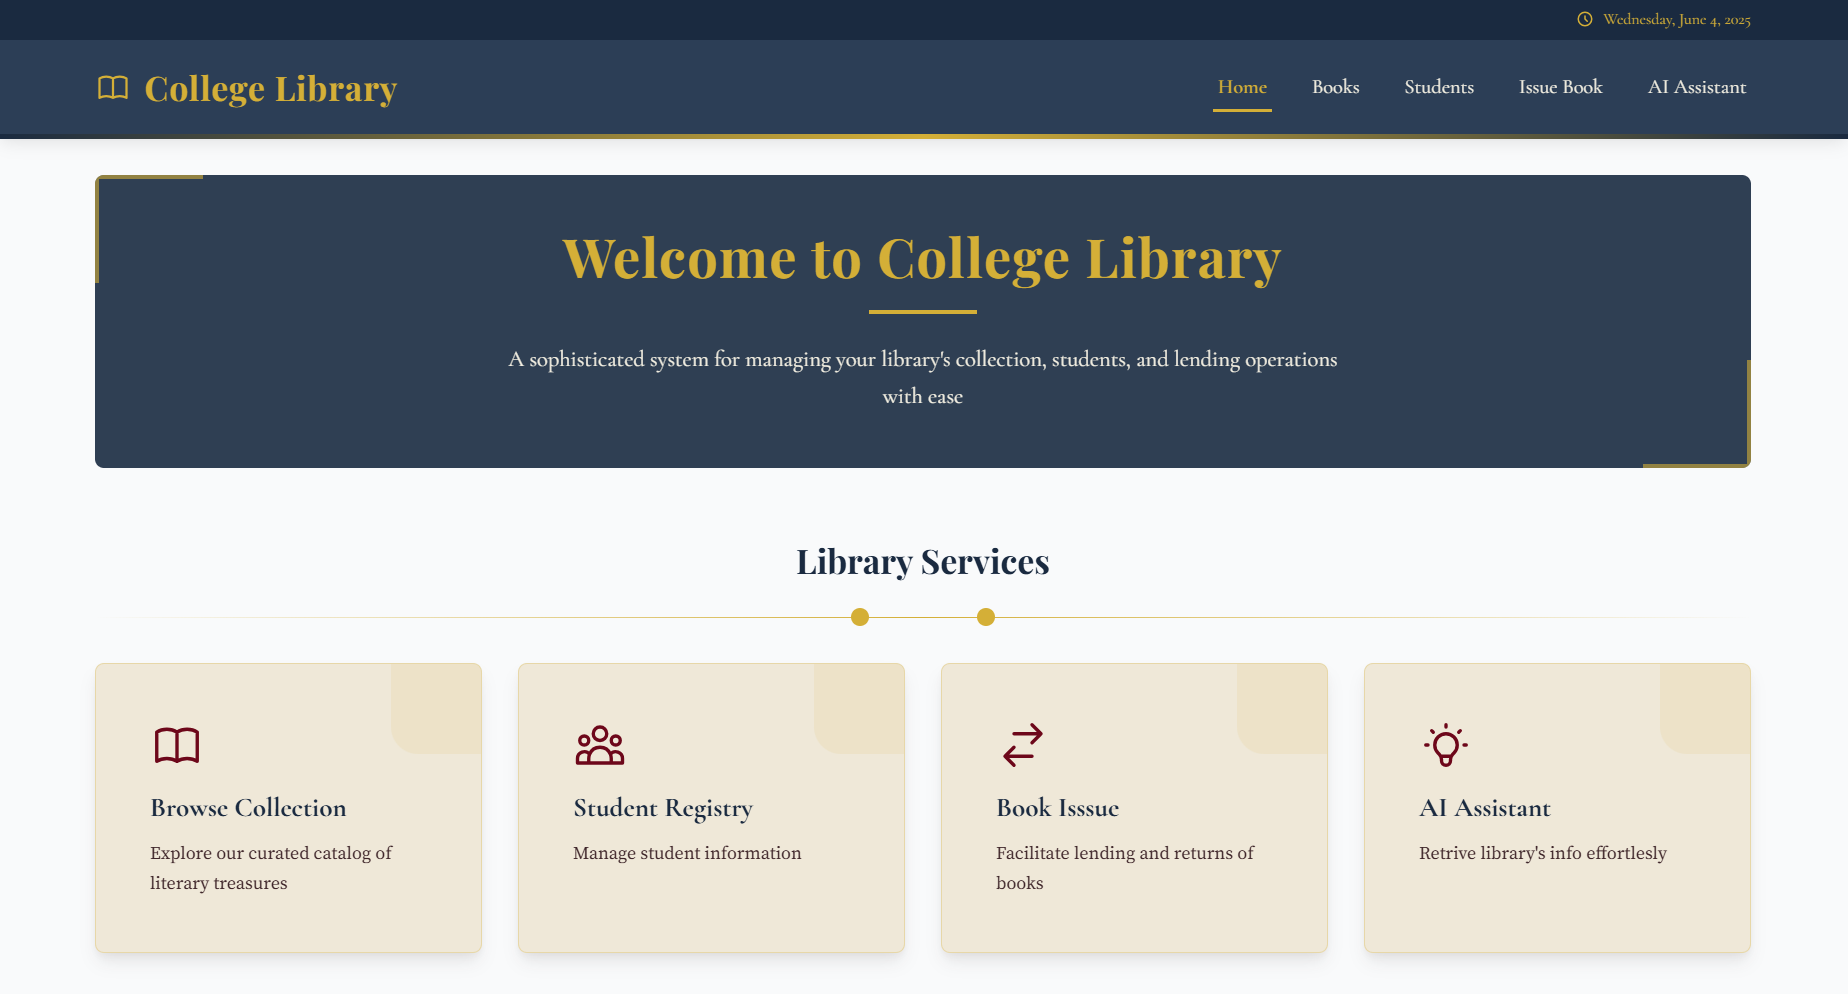 Wednesday, June 4, 2025
College Library
Home
Books
Students
Issue Book
AI Assistant
Welcome to College Library
A sophisticated system for managing your library's collection, students, and lending operations
with ease
Library Services
Browse Collection
Explore our curated catalog of
literary treasures
Student Registry
Manage student information
Book Isssue
Facilitate lending and returns of
books
AI Assistant
Retrive library's info effortlesly